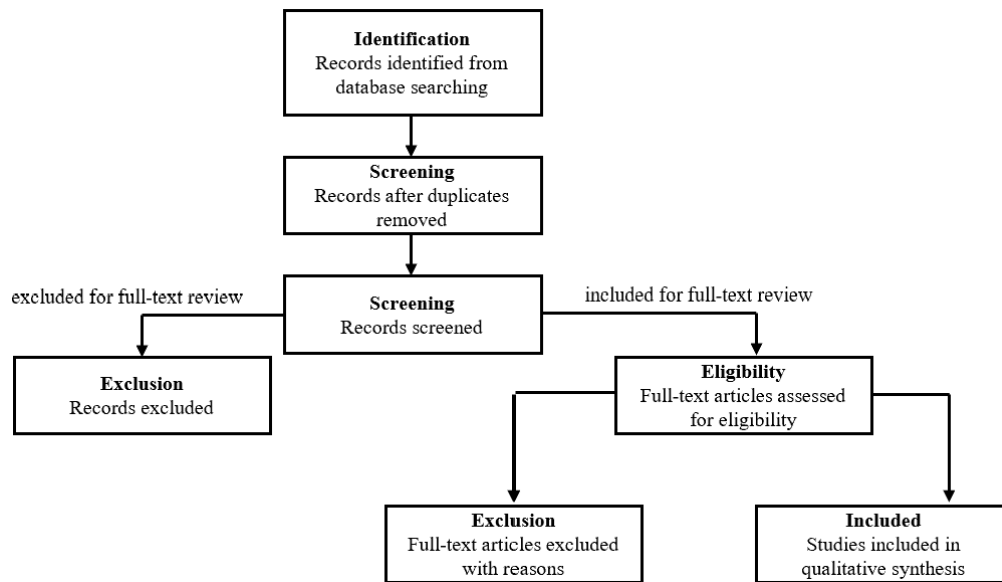 Identification
Records identified from
database searching
Screening
Records after duplicates
removed
excluded for full-text review
Screening
Records screened
included for full-text review
Exclusion
Records excluded
Eligibility
Full-text articles assessed
for eligibility
Exclusion
Full-text articles excluded
with reasons
Included
Studies included in
qualitative synthesis